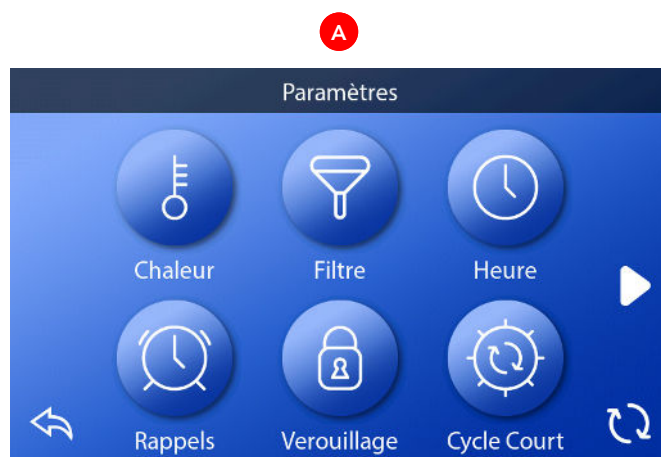 A
Paramètres
Chaleur Filtre Heure
Rappels Verouillage Cycle Court